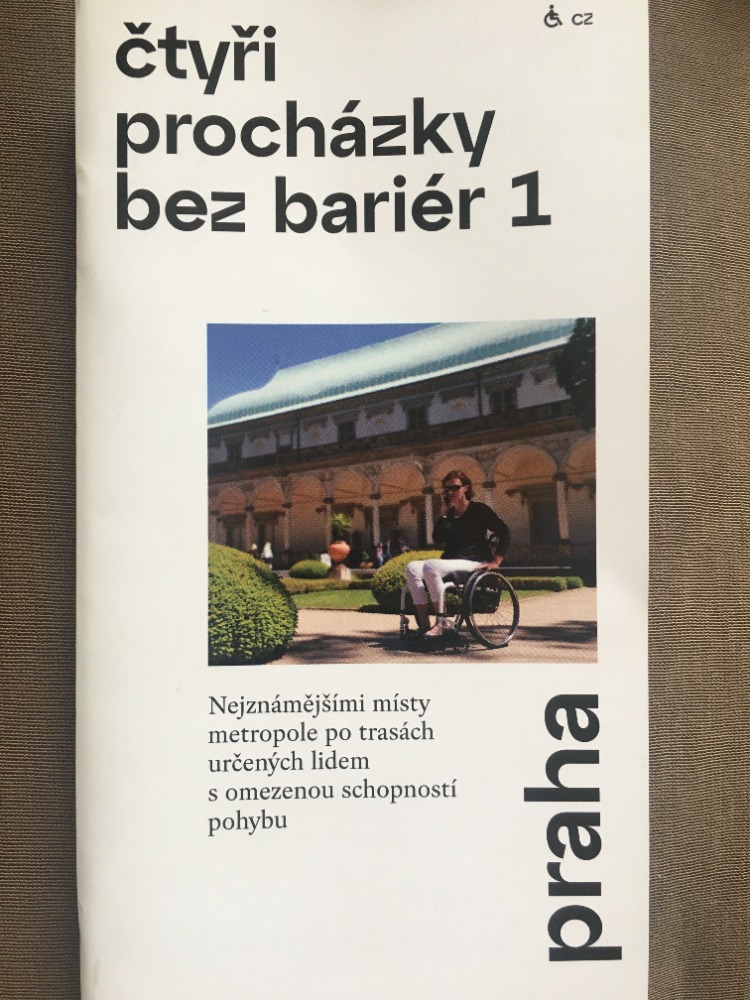 cz
čtyři
procházky
bez bariér 1
Nejznámějšími místy
metropole po trasách
určených lidem
s omezenou schopností
pohybu
praha